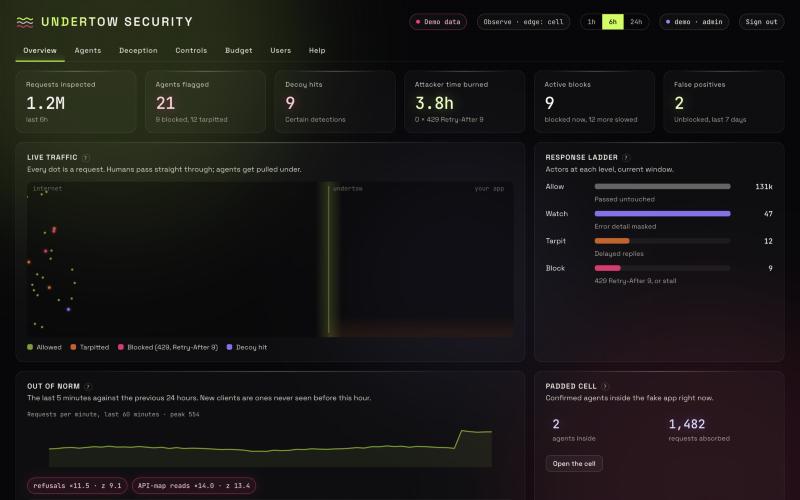 UNDERTOW SECURITY
Demo data
Observe · edge: cell
1h 6h 24h
demo · admin
Sign out
Overview Agents Deception Controls Budget Users Help
Requests inspected
1.2M
last 6h
Agents flagged
21
9 blocked, 12 tarpitted
Decoy hits
9
Certain detections
Attacker time burned
3.8h
0 × 429 Retry-After 9
Active blocks
9
blocked now, 12 more slowed
False positives
2
Unblocked, last 7 days
LIVE TRAFFIC ?
Every dot is a request. Humans pass straight through; agents get pulled under.
internet
undertow
your app
Allowed Tarpitted Blocked (429, Retry-After 9) Decoy hit
RESPONSE LADDER ?
Actors at each level, current window.
Allow 131k
Passed untouched
Watch 47
Error detail masked
Tarpit 12
Delayed replies
Block 9
429 Retry-After 9, or stall
OUT OF NORM ?
The last 5 minutes against the previous 24 hours. New clients are ones never seen before this hour.
Requests per minute, last 60 minutes · peak 554
refusals ×11.5 · z 9.1
API-map reads ×14.0 · z 13.4
PADDED CELL ?
Confirmed agents inside the fake app right now.
2
agents inside
1,482
requests absorbed
Open the cell